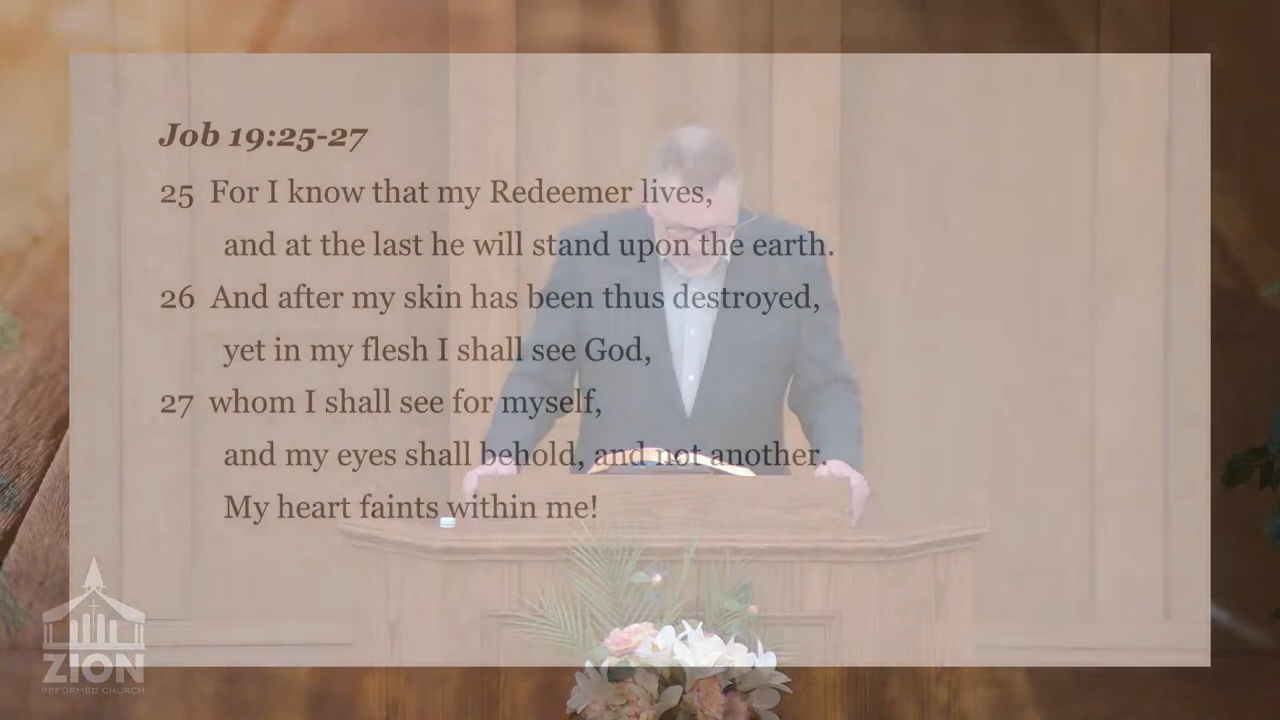 Job 19:25-27
25 For I know that my Redeemer lives,
and at the last he will stand upon the earth.
26 And after my skin has been thus destroyed,
yet in my flesh I shall see God,
27 whom I shall see for myself,
and my eyes shall behold, and not another.
My heart faints within me!
ZION
REFORMED CHURCH